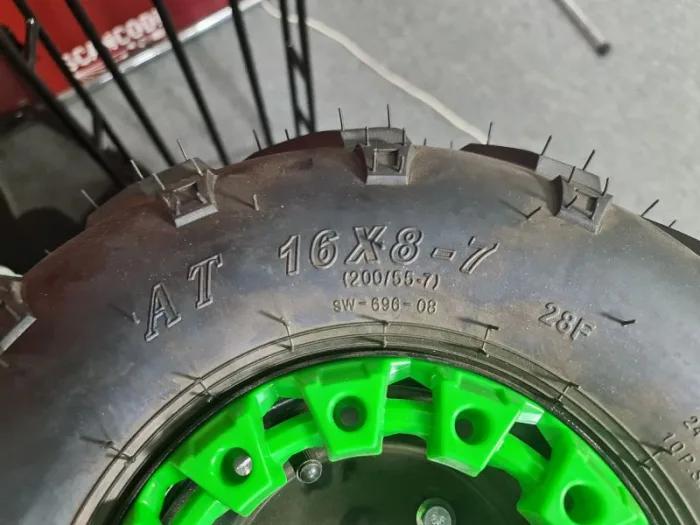 AT 16X8-7
(200/55-7)
SW-696-08
28F